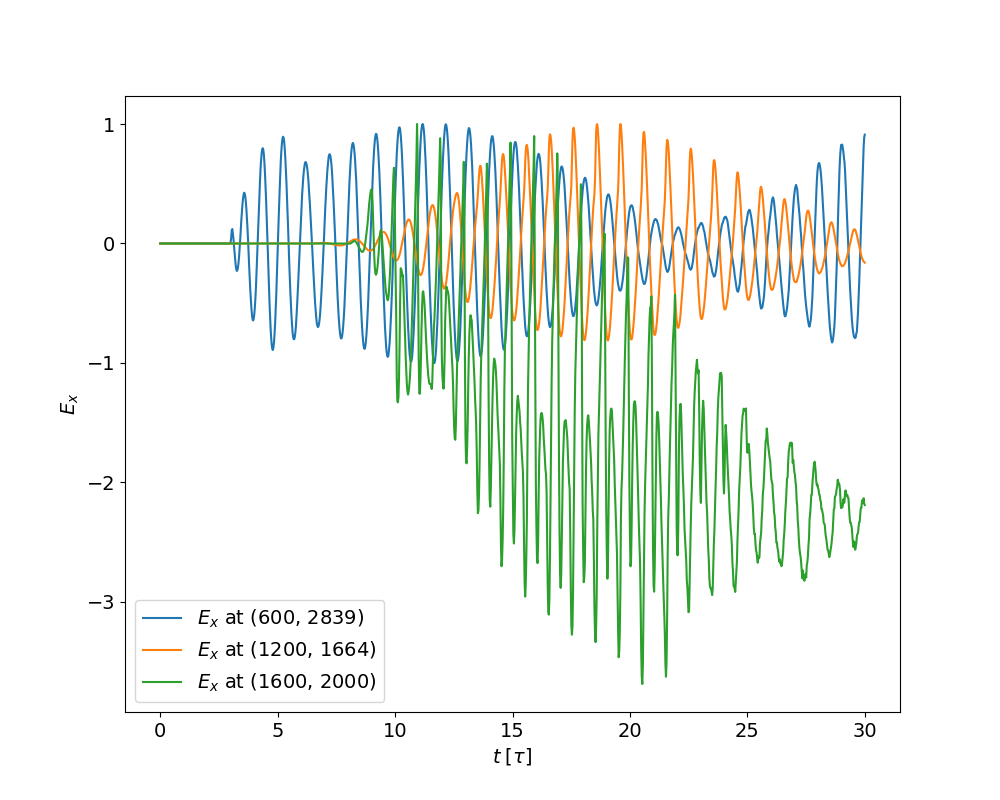 1
0
−1
−2
−3
E_x
E_x at (600, 2839)
E_x at (1200, 1664)
E_x at (1600, 2000)
0 5 10 15 20 25 30
t [τ]